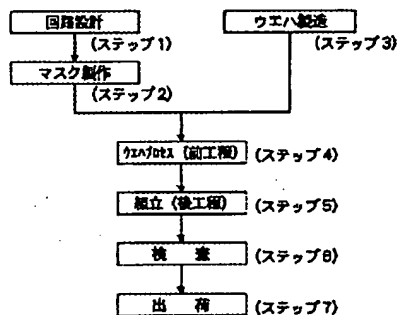 回路設計
(ステップ1)
ウエハ製造
(ステップ3)
マスク製作
(ステップ2)
ウエハプロセス (前工程)
(ステップ4)
組立 (後工程)
(ステップ5)
検 査
(ステップ6)
出 荷
(ステップ7)